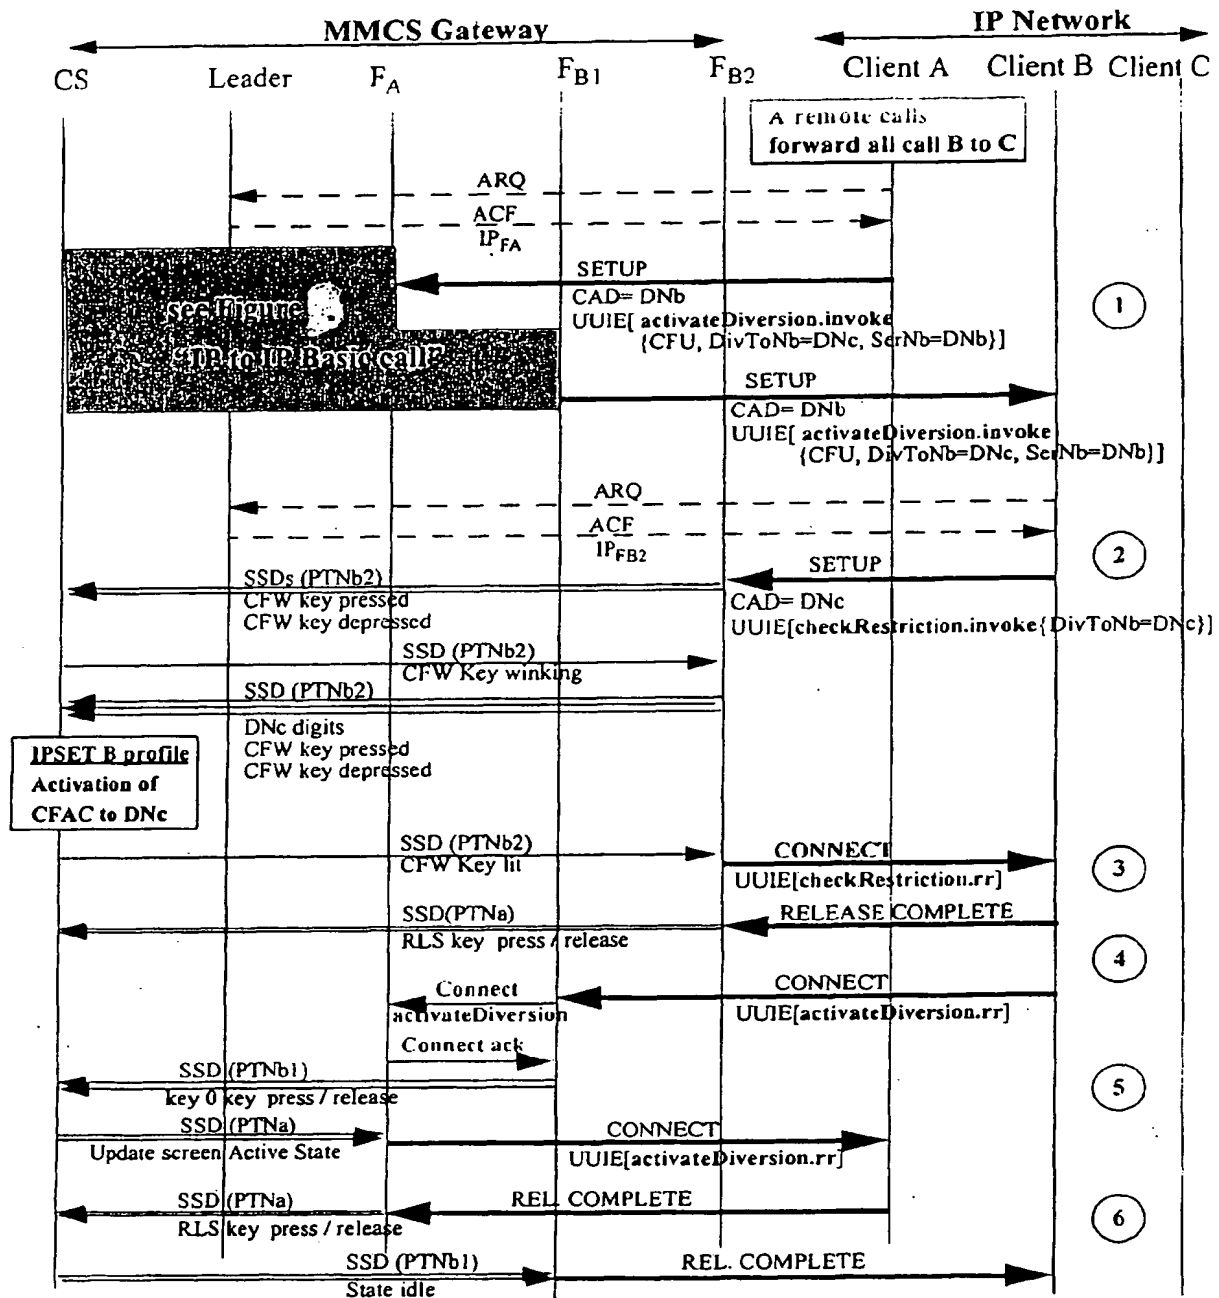 MMCS Gateway
IP Network
CS
Leader
FA
FB1
FB2
Client A
Client B
Client C
A remote calls
forward all call B to C
ARQ
ACF
IPFA
see Figure
"IP to IP Basic call"
SETUP
CAD= DNb
UUIE[ activateDiversion.invoke
{CFU, DivToNb=DNc, SerNb=DNb}]
1
SETUP
CAD= DNb
UUIE[ activateDiversion.invoke
{CFU, DivToNb=DNc, SerNb=DNb}]
ARQ
ACF
IPFB2
2
SETUP
CAD= DNc
UUIE[checkRestriction.invoke{DivToNb=DNc}]
SSDs (PTNb2)
CFW key pressed
CFW key depressed
SSD (PTNb2)
CFW Key winking
SSD (PTNb2)
DNc digits
CFW key pressed
CFW key depressed
IPSET B profile
Activation of
CFAC to DNc
SSD (PTNb2)
CFW Key lit
CONNECT
UUIE[checkRestriction.rr]
3
SSD(PTNa)
RLS key press / release
RELEASE COMPLETE
4
CONNECT
UUIE[activateDiversion.rr]
Connect
activateDiversion
Connect ack
SSD (PTNb1)
key 0 key press / release
5
SSD (PTNa)
Update screen Active State
CONNECT
UUIE[activateDiversion.rr]
SSD (PTNa)
RLS key press / release
REL. COMPLETE
6
SSD (PTNb1)
State idle
REL. COMPLETE